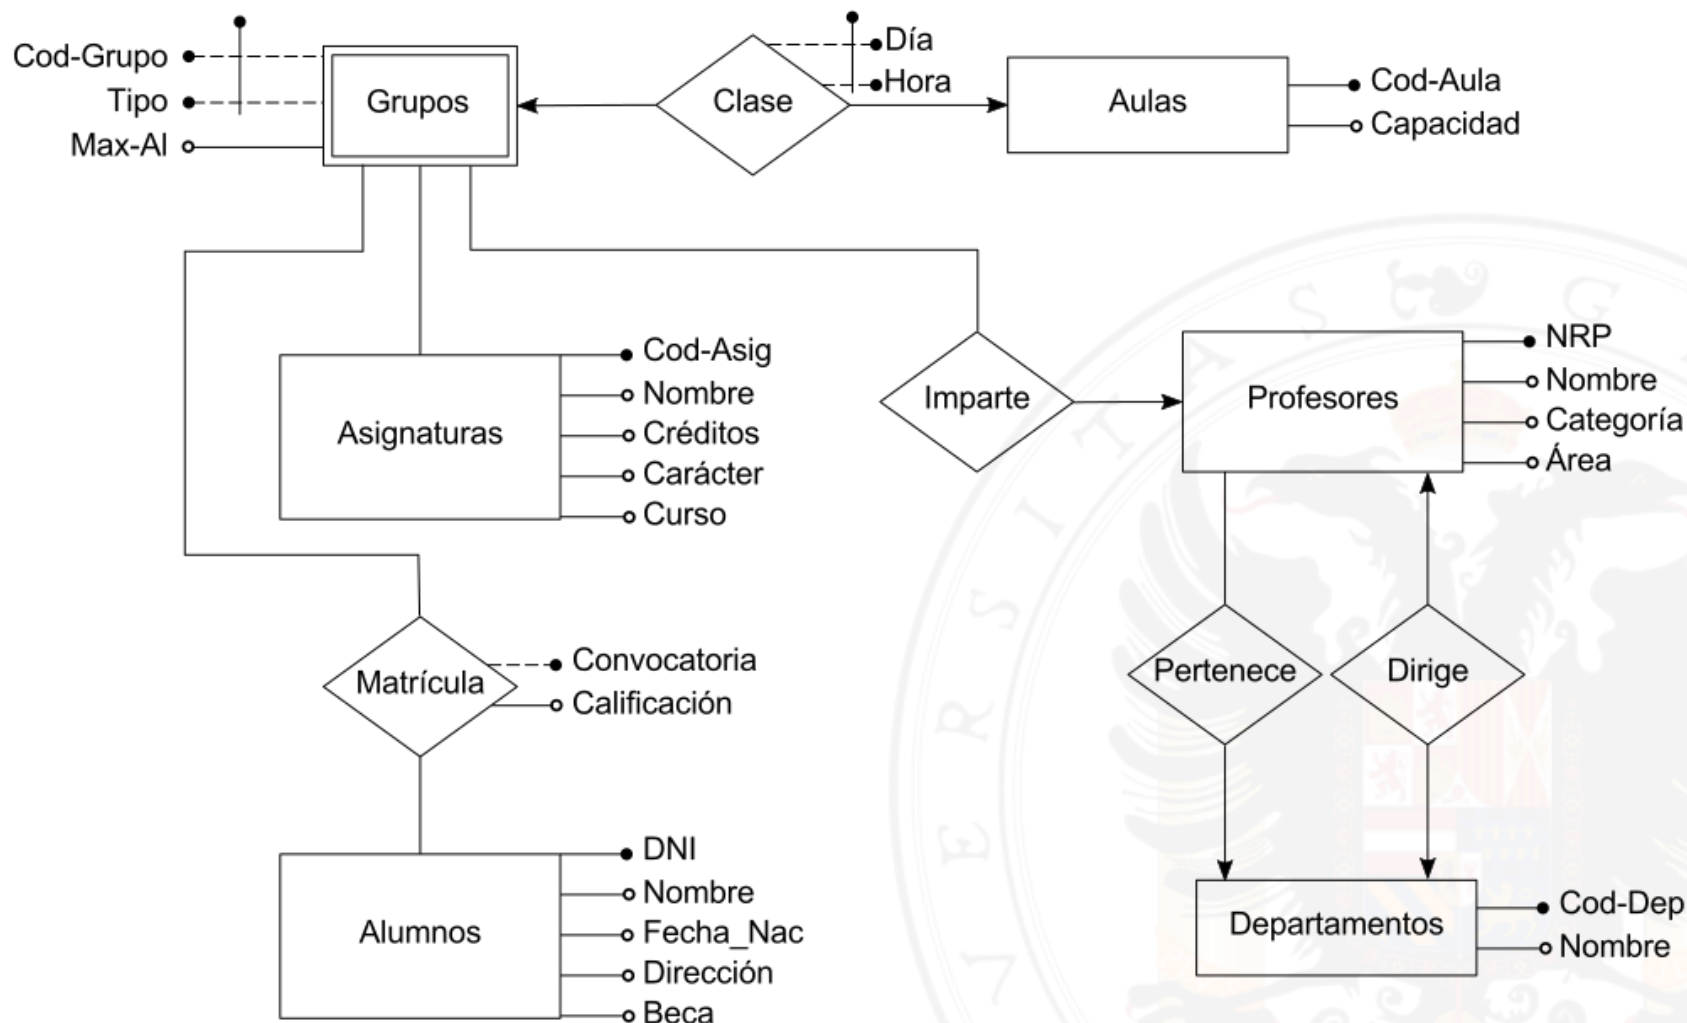 Cod-Grupo
Tipo
Max-Al
Grupos
Clase
Día
Hora
Aulas
Cod-Aula
Capacidad
Asignaturas
Cod-Asig
Nombre
Créditos
Carácter
Curso
Imparte
Profesores
NRP
Nombre
Categoría
Área
Matrícula
Convocatoria
Calificación
Pertenece
Dirige
Alumnos
DNI
Nombre
Fecha_Nac
Dirección
Beca
Departamentos
Cod-Dep
Nombre